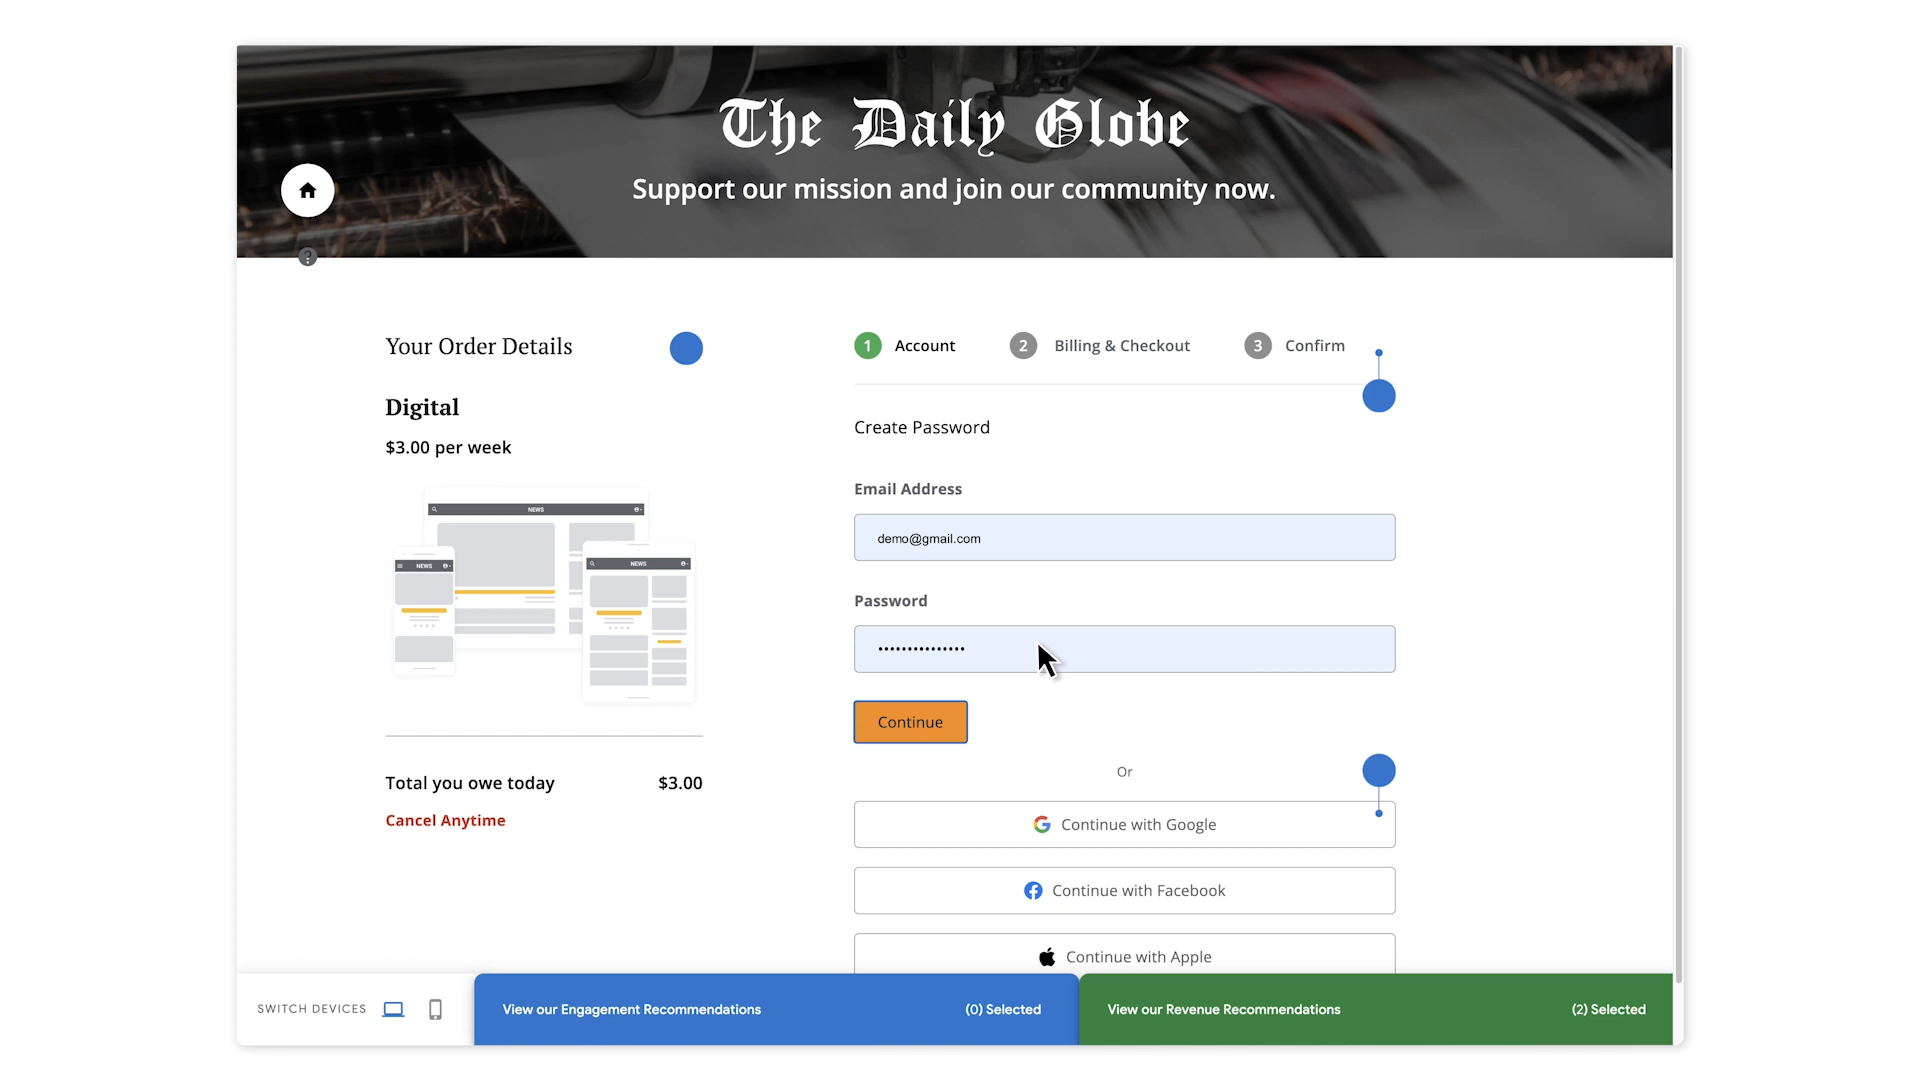 The Daily Globe
Support our mission and join our community now.
?
Your Order Details
Digital
$3.00 per week
NEWS
NEWS
NEWS
Total you owe today $3.00
Cancel Anytime
1 Account 2 Billing & Checkout 3 Confirm
Create Password
Email Address
demo@gmail.com
Password
Continue
Or
Continue with Google
Continue with Facebook
Continue with Apple
SWITCH DEVICES
View our Engagement Recommendations (0) Selected
View our Revenue Recommendations (2) Selected